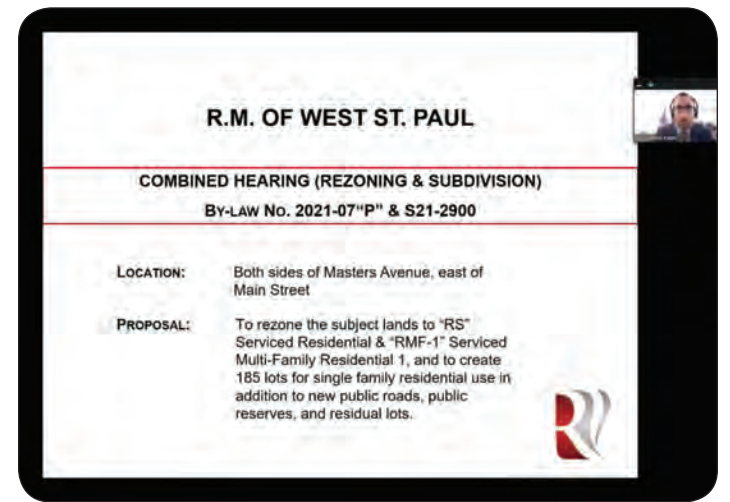 R.M. OF WEST ST. PAUL
COMBINED HEARING (REZONING & SUBDIVISION)
BY-LAW NO. 2021-07“P” & S21-2900
LOCATION: Both sides of Masters Avenue, east of
Main Street
PROPOSAL: To rezone the subject lands to “RS”
Serviced Residential & “RMF-1” Serviced
Multi-Family Residential 1, and to create
185 lots for single family residential use in
addition to new public roads, public
reserves, and residual lots.